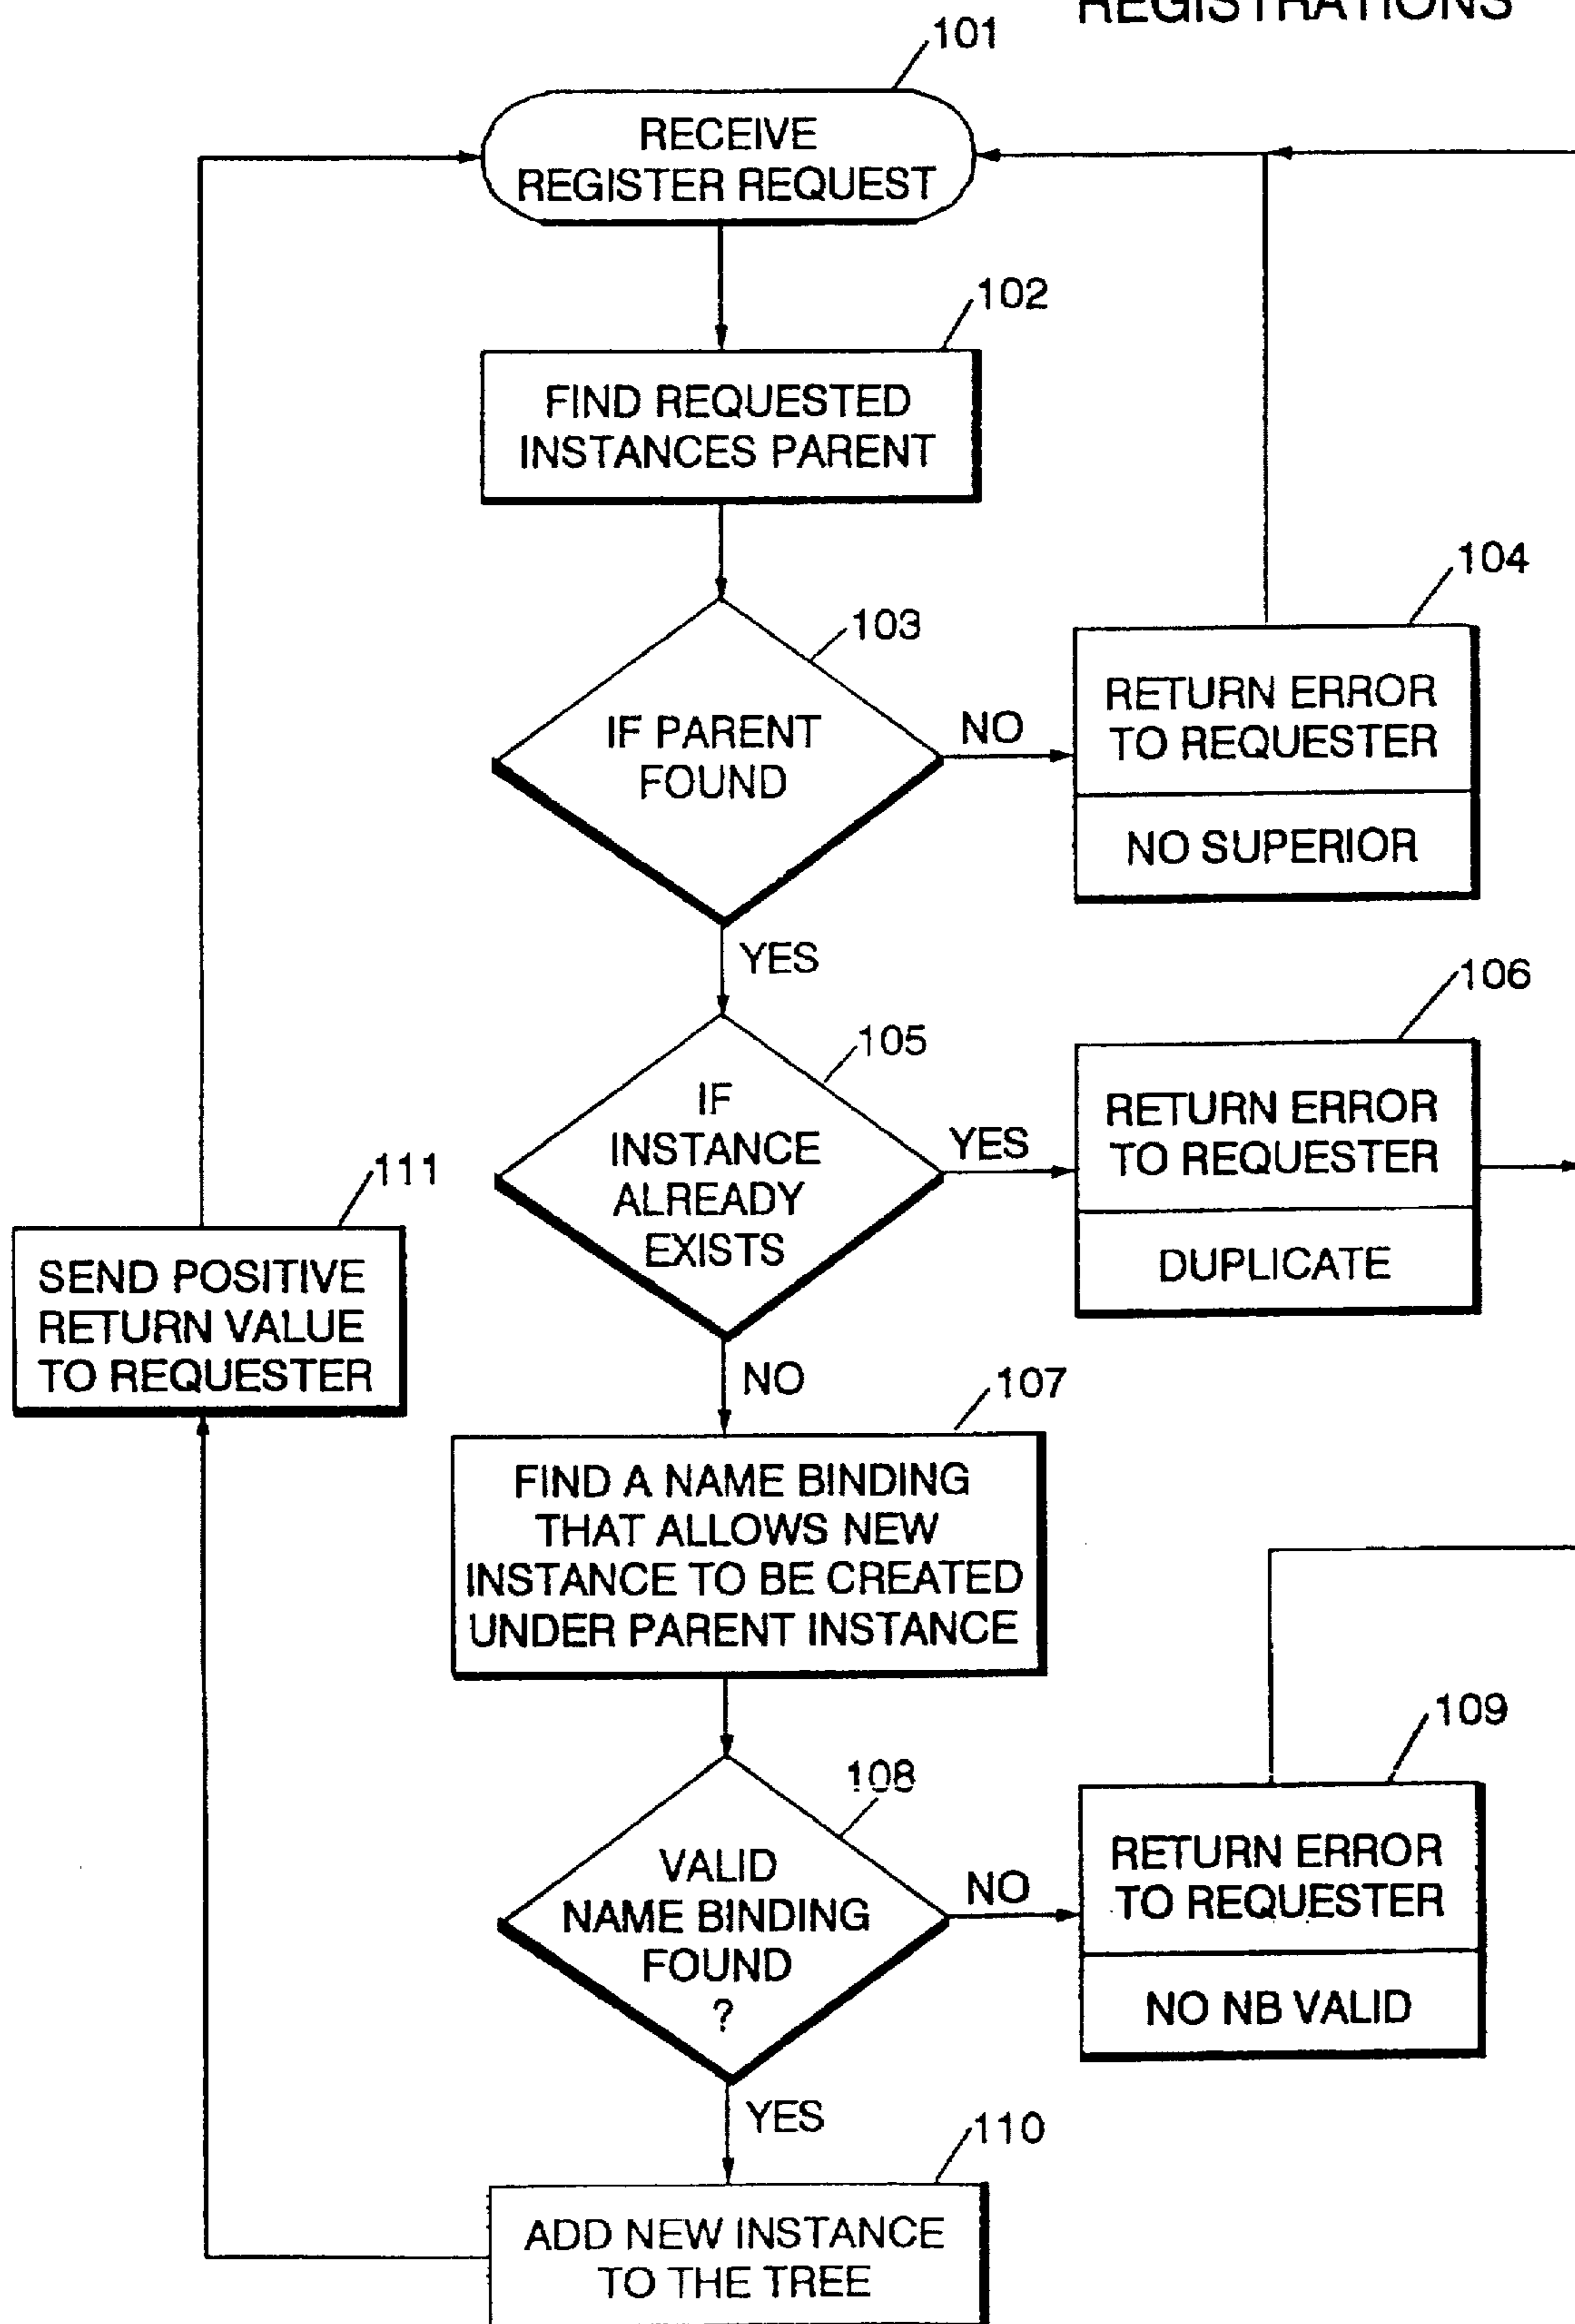 REGISTRATIONS
101
RECEIVE
REGISTER REQUEST
102
FIND REQUESTED
INSTANCES PARENT
103
IF PARENT
FOUND
NO
104
RETURN ERROR
TO REQUESTER
NO SUPERIOR
YES
105
IF
INSTANCE
ALREADY
EXISTS
YES
106
RETURN ERROR
TO REQUESTER
DUPLICATE
111
SEND POSITIVE
RETURN VALUE
TO REQUESTER
NO
107
FIND A NAME BINDING
THAT ALLOWS NEW
INSTANCE TO BE CREATED
UNDER PARENT INSTANCE
108
VALID
NAME BINDING
FOUND
?
NO
109
RETURN ERROR
TO REQUESTER
NO NB VALID
YES
110
ADD NEW INSTANCE
TO THE TREE